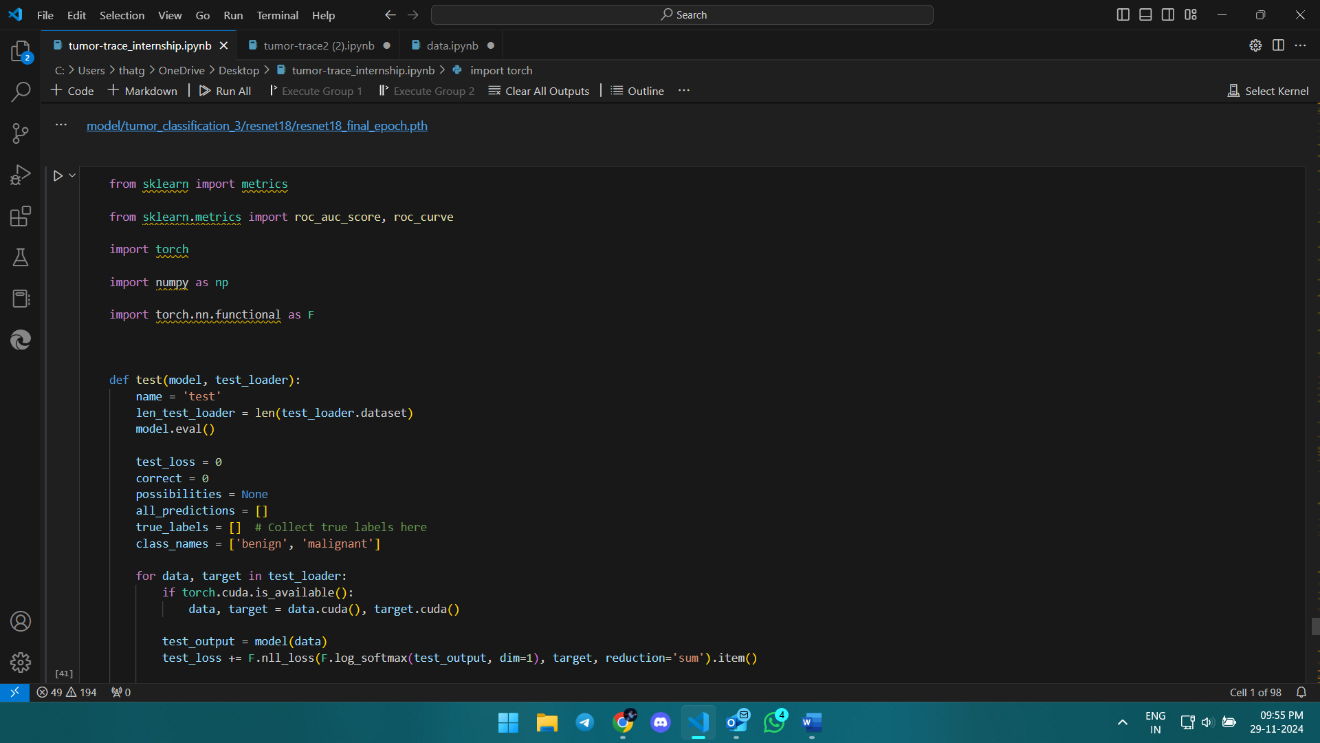 File Edit Selection View Go Run Terminal Help Search
tumor-trace_internship.ipynb tumor-trace2 (2).ipynb data.ipynb
C: > Users > thatg > OneDrive > Desktop > tumor-trace_internship.ipynb > import torch
+ Code + Markdown | Run All Execute Group 1 Execute Group 2 Clear All Outputs | Outline ... Select Kernel
... model/tumor_classification_3/resnet18/resnet18_final_epoch.pth
from sklearn import metrics
from sklearn.metrics import roc_auc_score, roc_curve
import torch
import numpy as np
import torch.nn.functional as F
def test(model, test_loader):
name = 'test'
len_test_loader = len(test_loader.dataset)
model.eval()
test_loss = 0
correct = 0
possibilities = None
all_predictions = []
true_labels = [] # Collect true labels here
class_names = ['benign', 'malignant']
for data, target in test_loader:
if torch.cuda.is_available():
data, target = data.cuda(), target.cuda()
test_output = model(data)
test_loss += F.nll_loss(F.log_softmax(test_output, dim=1), target, reduction='sum').item()
[41]
49 194 0 Cell 1 of 98
2
4
ENG
IN
09:55 PM
29-11-2024